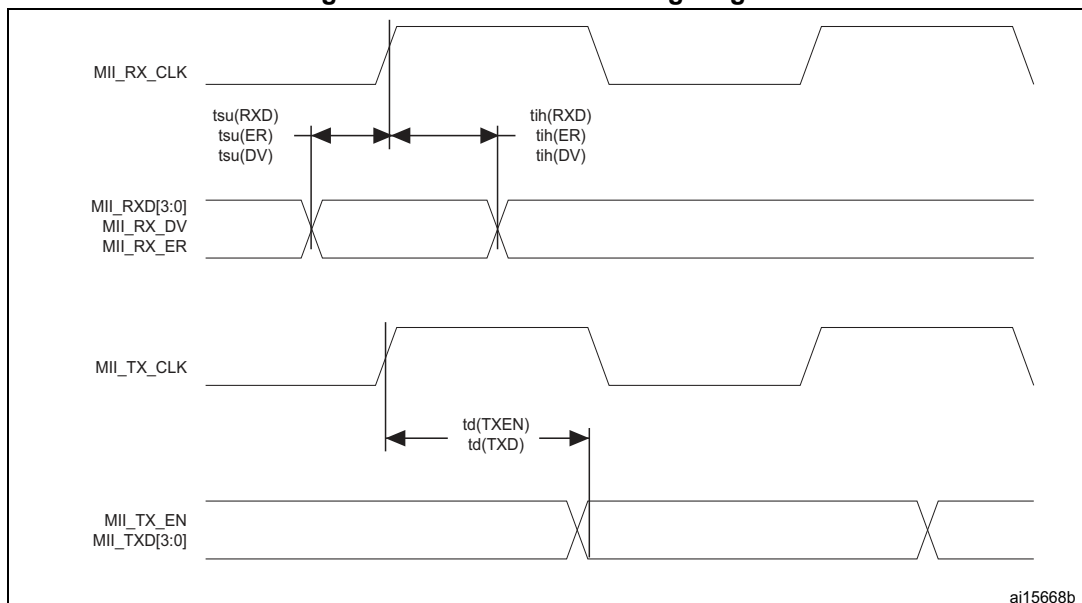 MII_RX_CLK
tsu(RXD)
tsu(ER)
tsu(DV)
tih(RXD)
tih(ER)
tih(DV)
MII_RXD[3:0]
MII_RX_DV
MII_RX_ER
MII_TX_CLK
td(TXEN)
td(TXD)
MII_TX_EN
MII_TXD[3:0]
ai15668b